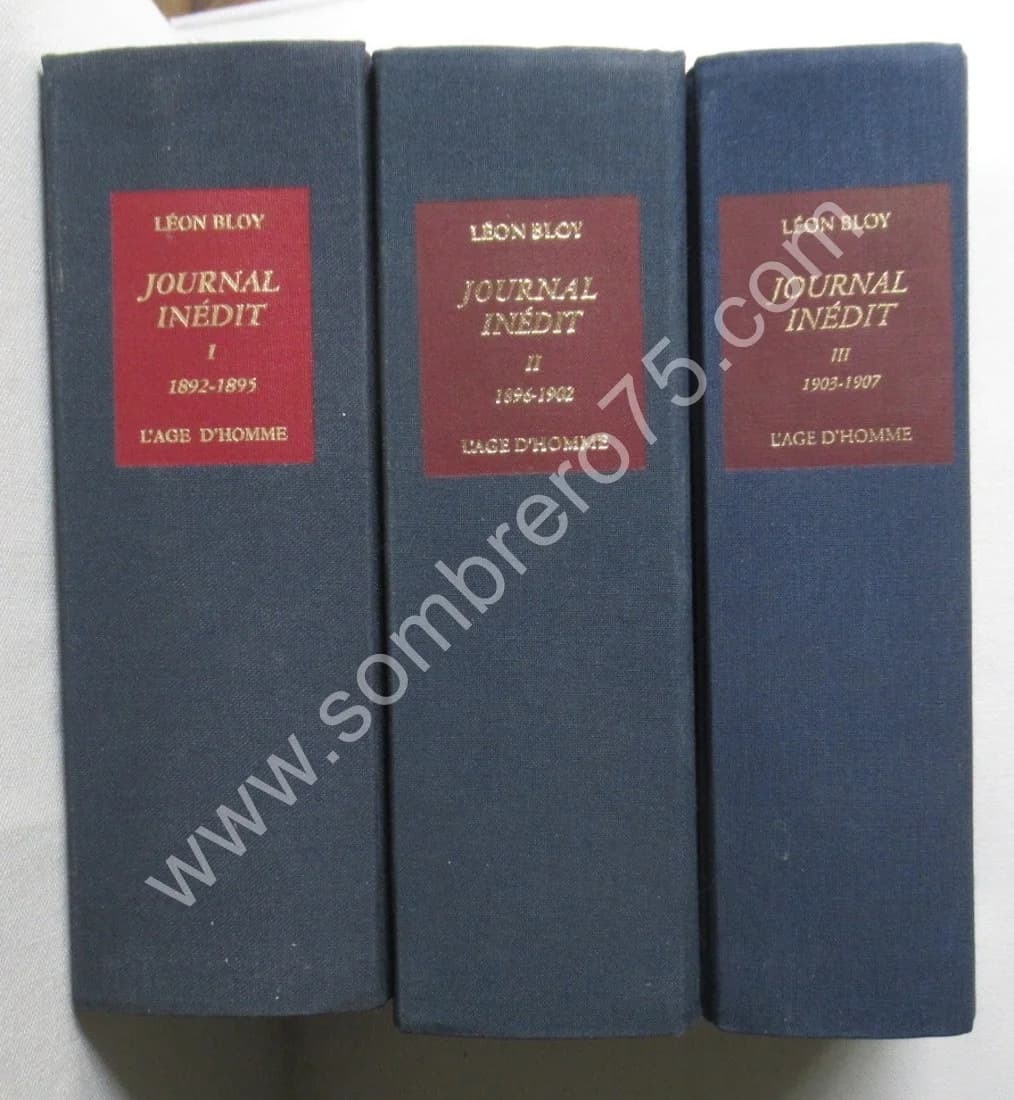 LÉON BLOY
JOURNAL
INÉDIT
I
1892-1895
L'AGE D'HOMME
LÉON BLOY
JOURNAL
INÉDIT
II
1896-1902
L'AGE D'HOMME
LÉON BLOY
JOURNAL
INÉDIT
III
1903-1907
L'AGE D'HOMME
www.sombrero75.com